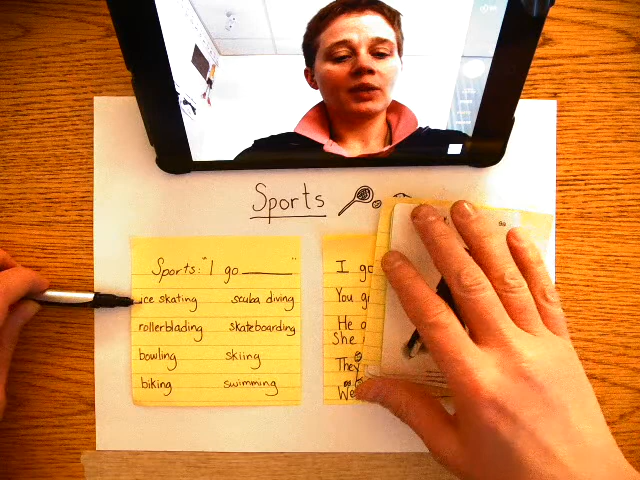 Sports
Sports: "I go ______"
ice skating scuba diving
rollerblading skateboarding
bowling skiing
biking swimming
I go
You
He
She
They
We